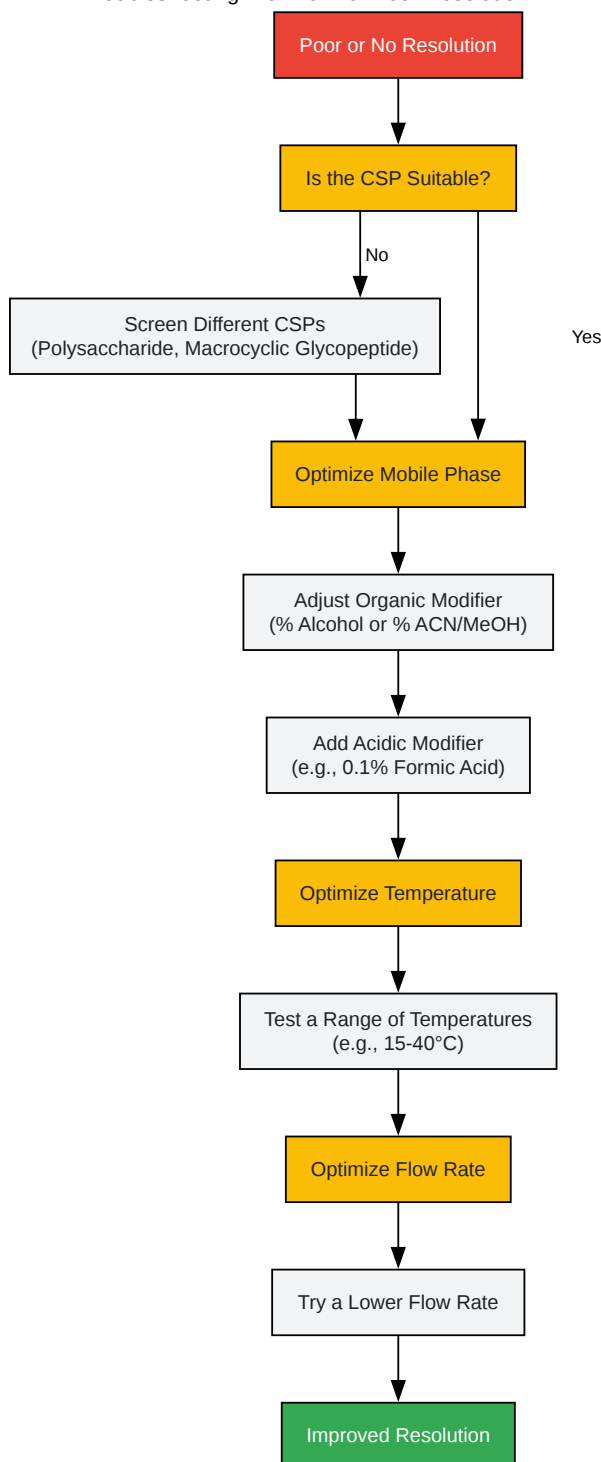 Poor or No Resolution
Is the CSP Suitable?
No
Screen Different CSPs
(Polysaccharide, Macrocyclic Glycopeptide)
Yes
Optimize Mobile Phase
Adjust Organic Modifier
(% Alcohol or % ACN/MeOH)
Add Acidic Modifier
(e.g., 0.1% Formic Acid)
Optimize Temperature
Test a Range of Temperatures
(e.g., 15-40°C)
Optimize Flow Rate
Try a Lower Flow Rate
Improved Resolution